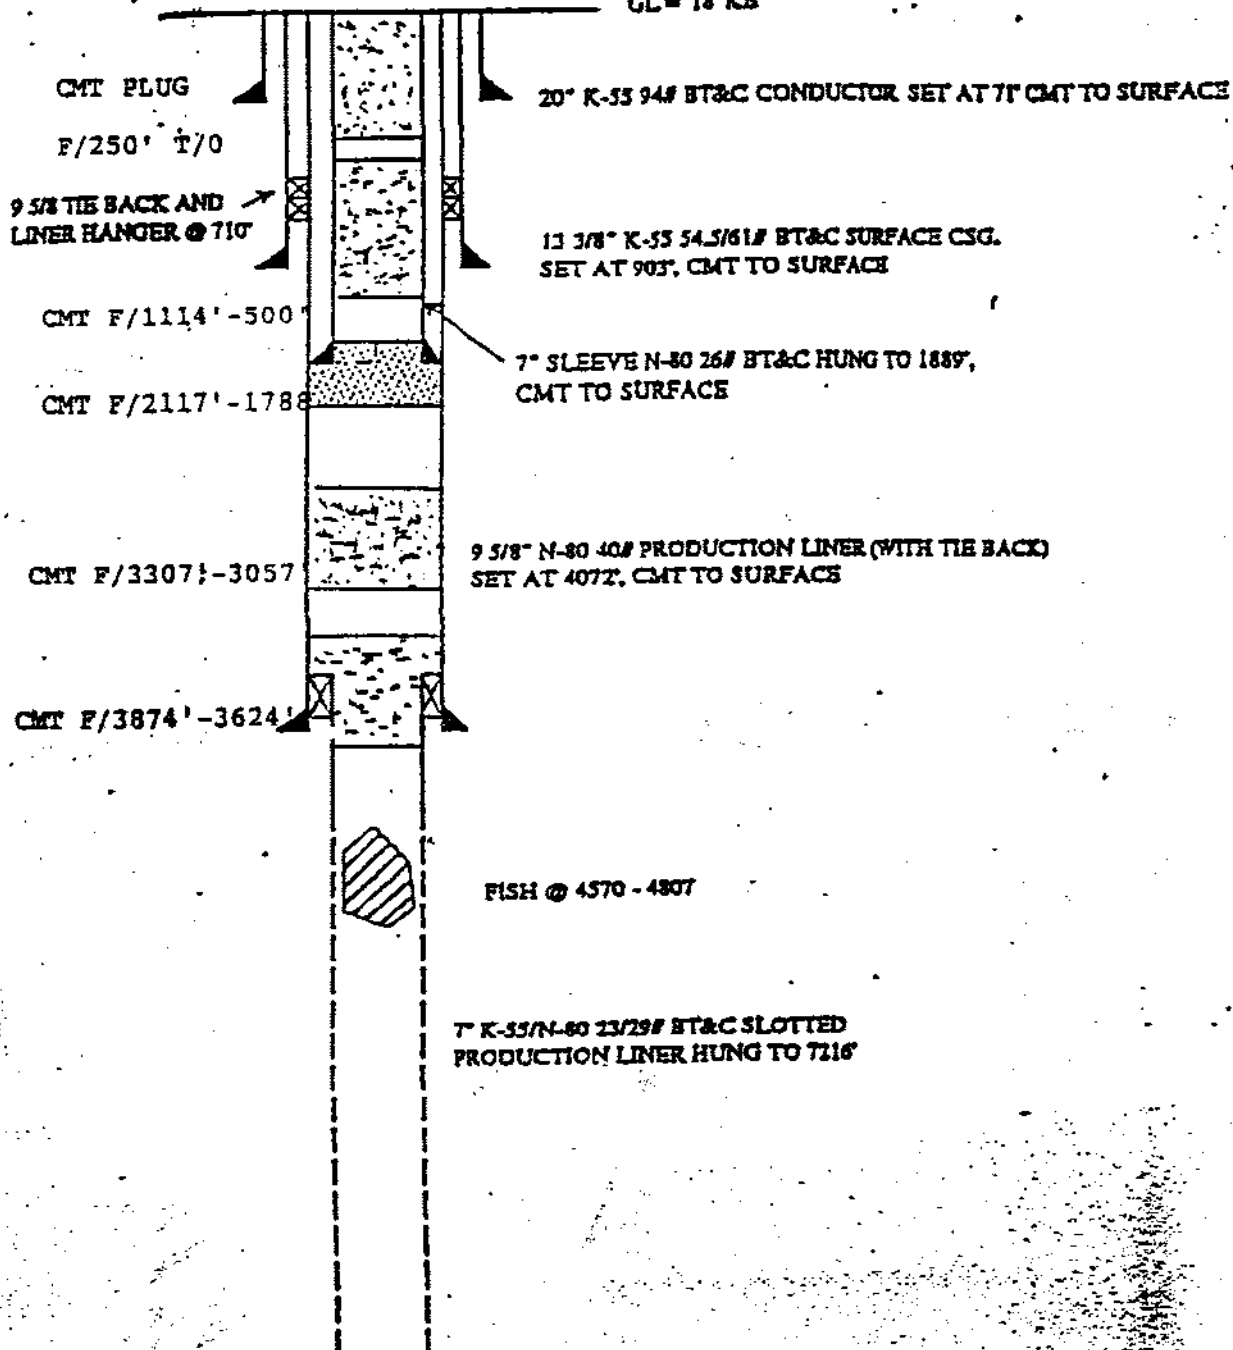 GL = 18' KB
CMT PLUG
F/250' T/0
20" K-55 94# BT&C CONDUCTOR SET AT 71' CMT TO SURFACE
9 5/8 TIE BACK AND
LINER HANGER @ 710'
13 3/8" K-55 54.5/61# BT&C SURFACE CSG.
SET AT 903', CMT TO SURFACE
CMT F/1114'-500'
7" SLEEVE N-80 26# BT&C HUNG TO 1889',
CMT TO SURFACE
CMT F/2117'-1788
9 5/8" N-80 40# PRODUCTION LINER (WITH TIE BACK)
SET AT 4072', CMT TO SURFACE
CMT F/3307'-3057'
CMT F/3874'-3624'
FISH @ 4570 - 4807
7" K-55/N-80 23/29# BT&C SLOTTED
PRODUCTION LINER HUNG TO 7216'